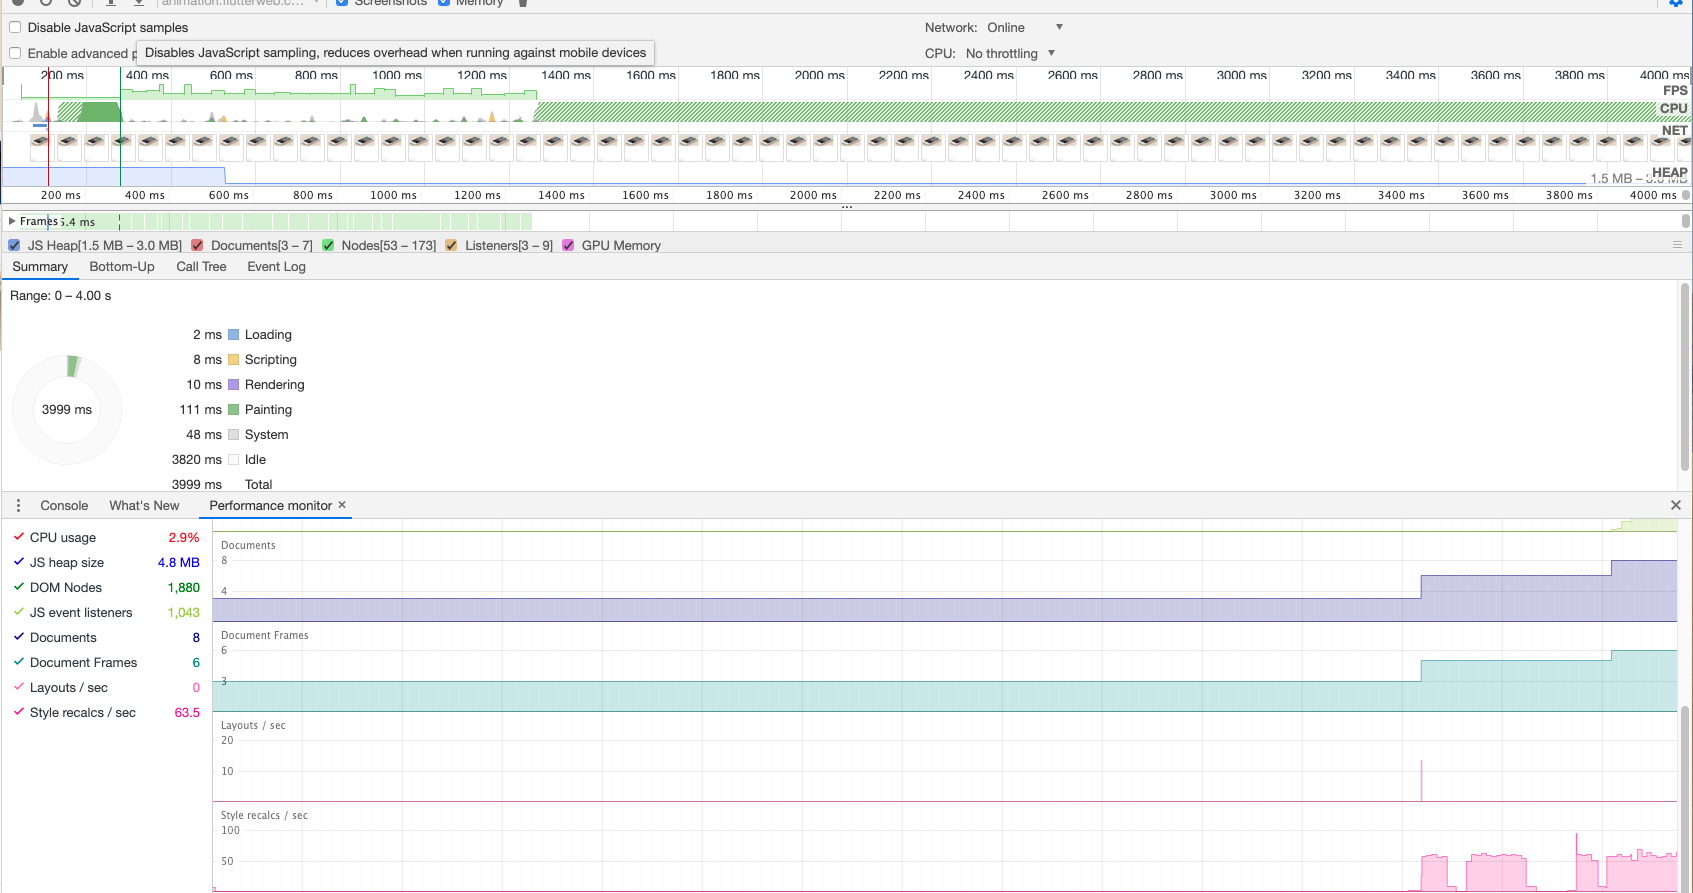 animation.flutterweb.c... Screenshots Memory
Disable JavaScript samples Network: Online
Enable advanced p Disables JavaScript sampling, reduces overhead when running against mobile devices CPU: No throttling
200 ms 400 ms 600 ms 800 ms 1000 ms 1200 ms 1400 ms 1600 ms 1800 ms 2000 ms 2200 ms 2400 ms 2600 ms 2800 ms 3000 ms 3200 ms 3400 ms 3600 ms 3800 ms 4000 ms
FPS
CPU
NET
HEAP
1.5 MB – 3.0 MB
200 ms 400 ms 600 ms 800 ms 1000 ms 1200 ms 1400 ms 1600 ms 1800 ms 2000 ms 2200 ms 2400 ms 2600 ms 2800 ms 3000 ms 3200 ms 3400 ms 3600 ms 3800 ms 4000 ms
Frames 5.4 ms
JS Heap[1.5 MB – 3.0 MB] Documents[3 – 7] Nodes[53 – 173] Listeners[3 – 9] GPU Memory
Summary Bottom-Up Call Tree Event Log
Range: 0 – 4.00 s
2 ms Loading
8 ms Scripting
10 ms Rendering
3999 ms
111 ms Painting
48 ms System
3820 ms Idle
3999 ms Total
Console What's New Performance monitor ×
CPU usage 2.9%
JS heap size 4.8 MB
DOM Nodes 1,880
JS event listeners 1,043
Documents 8
Document Frames 6
Layouts / sec 0
Style recalcs / sec 63.5
Documents
8
4
Document Frames
6
3
Layouts / sec
20
10
Style recalcs / sec
100
50